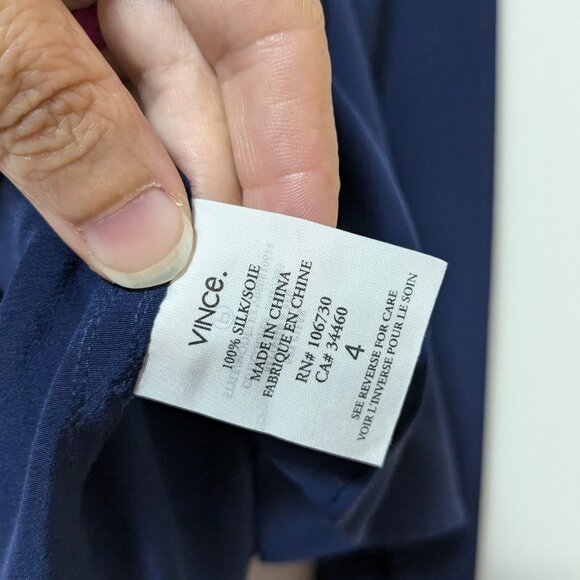 VINCE.
100% SILK/SOIE
MADE IN CHINA
FABRIQUE EN CHINE
RN# 106730
CA# 34460
4
SEE REVERSE FOR CARE
VOIR L'INVERSE POUR LE SOIN